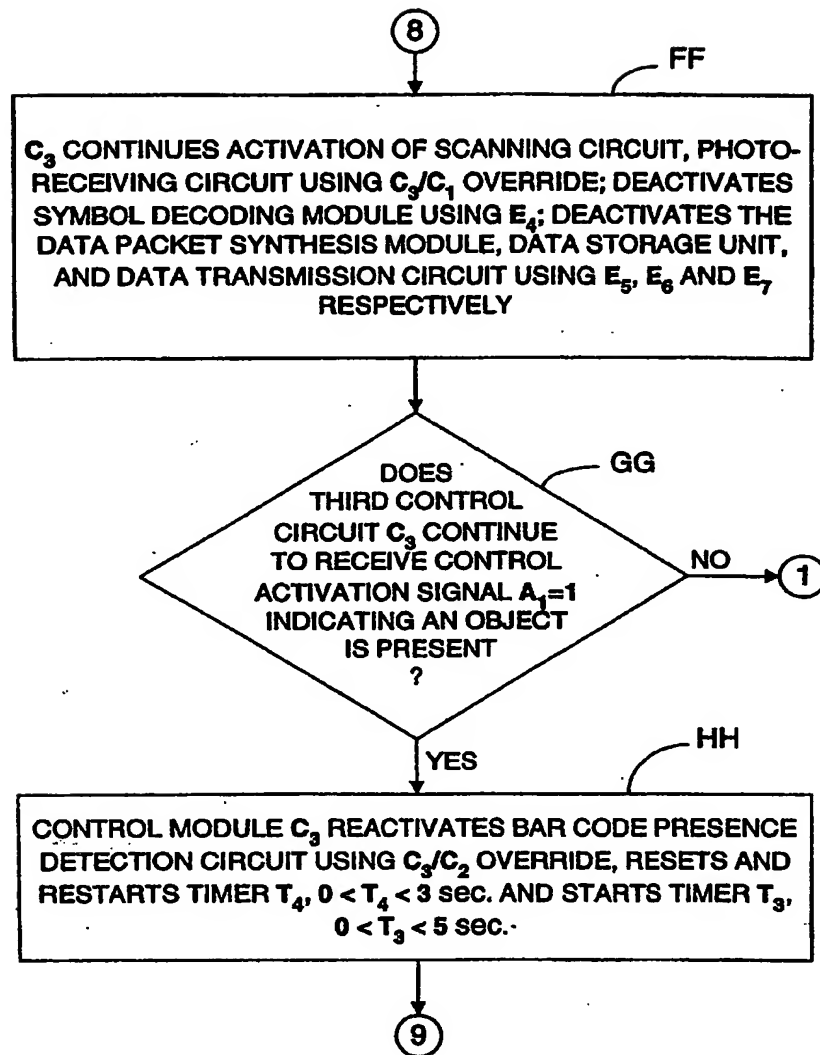 8
FF
C3 CONTINUES ACTIVATION OF SCANNING CIRCUIT, PHOTO-
RECEIVING CIRCUIT USING C3/C1 OVERRIDE; DEACTIVATES
SYMBOL DECODING MODULE USING E4; DEACTIVATES THE
DATA PACKET SYNTHESIS MODULE, DATA STORAGE UNIT,
AND DATA TRANSMISSION CIRCUIT USING E5, E6 AND E7
RESPECTIVELY
GG
DOES
THIRD CONTROL
CIRCUIT C3 CONTINUE
TO RECEIVE CONTROL
ACTIVATION SIGNAL A1=1
INDICATING AN OBJECT
IS PRESENT
?
NO
1
YES
HH
CONTROL MODULE C3 REACTIVATES BAR CODE PRESENCE
DETECTION CIRCUIT USING C3/C2 OVERRIDE, RESETS AND
RESTARTS TIMER T4, 0 < T4 < 3 sec. AND STARTS TIMER T3,
0 < T3 < 5 sec.
9